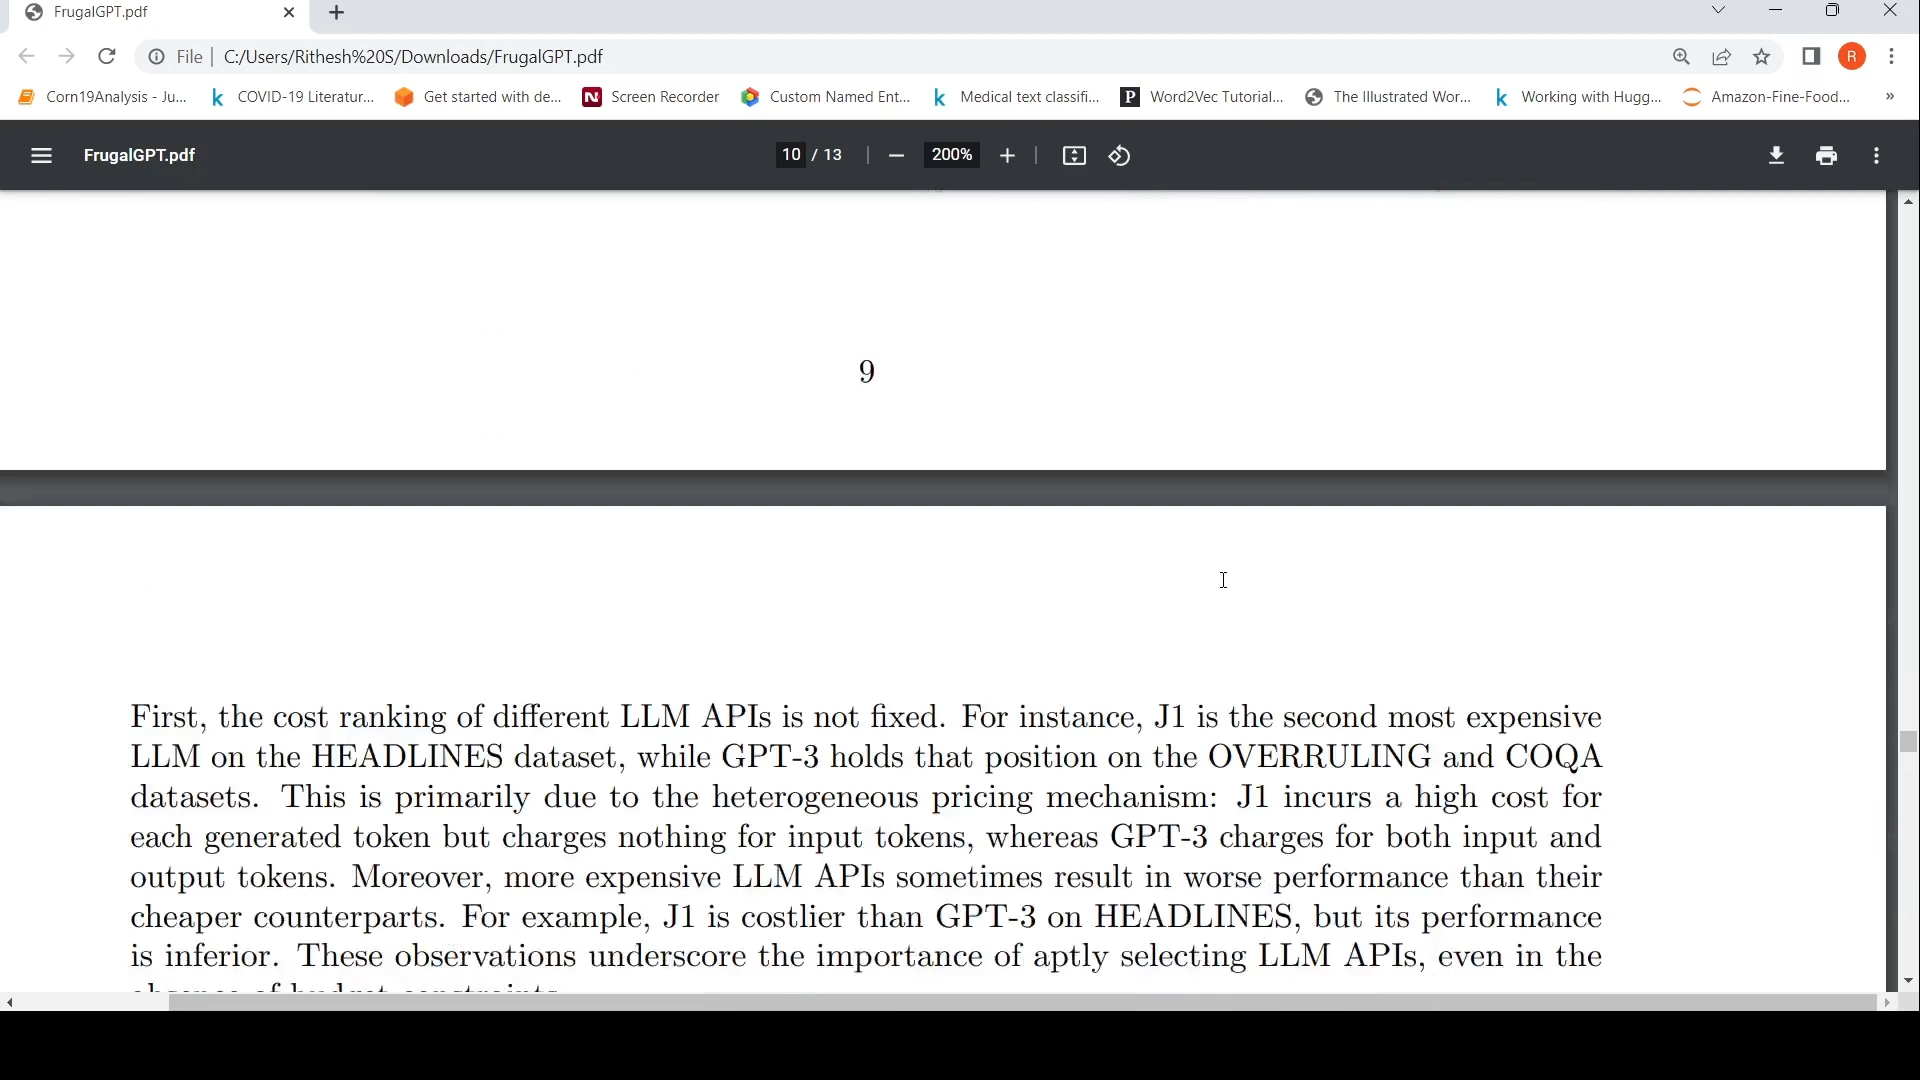 FrugalGPT.pdf
File | C:/Users/Rithesh%20S/Downloads/FrugalGPT.pdf
R
Corn19Analysis - Ju... COVID-19 Literatur... Get started with de... Screen Recorder Custom Named Ent... Medical text classifi... Word2Vec Tutorial... The Illustrated Wor... Working with Hugg... Amazon-Fine-Food... »
FrugalGPT.pdf 10 / 13 200%
9
First, the cost ranking of different LLM APIs is not fixed. For instance, J1 is the second most expensive
LLM on the HEADLINES dataset, while GPT-3 holds that position on the OVERRULING and COQA
datasets. This is primarily due to the heterogeneous pricing mechanism: J1 incurs a high cost for
each generated token but charges nothing for input tokens, whereas GPT-3 charges for both input and
output tokens. Moreover, more expensive LLM APIs sometimes result in worse performance than their
cheaper counterparts. For example, J1 is costlier than GPT-3 on HEADLINES, but its performance
is inferior. These observations underscore the importance of aptly selecting LLM APIs, even in the
absence of budget constraints.